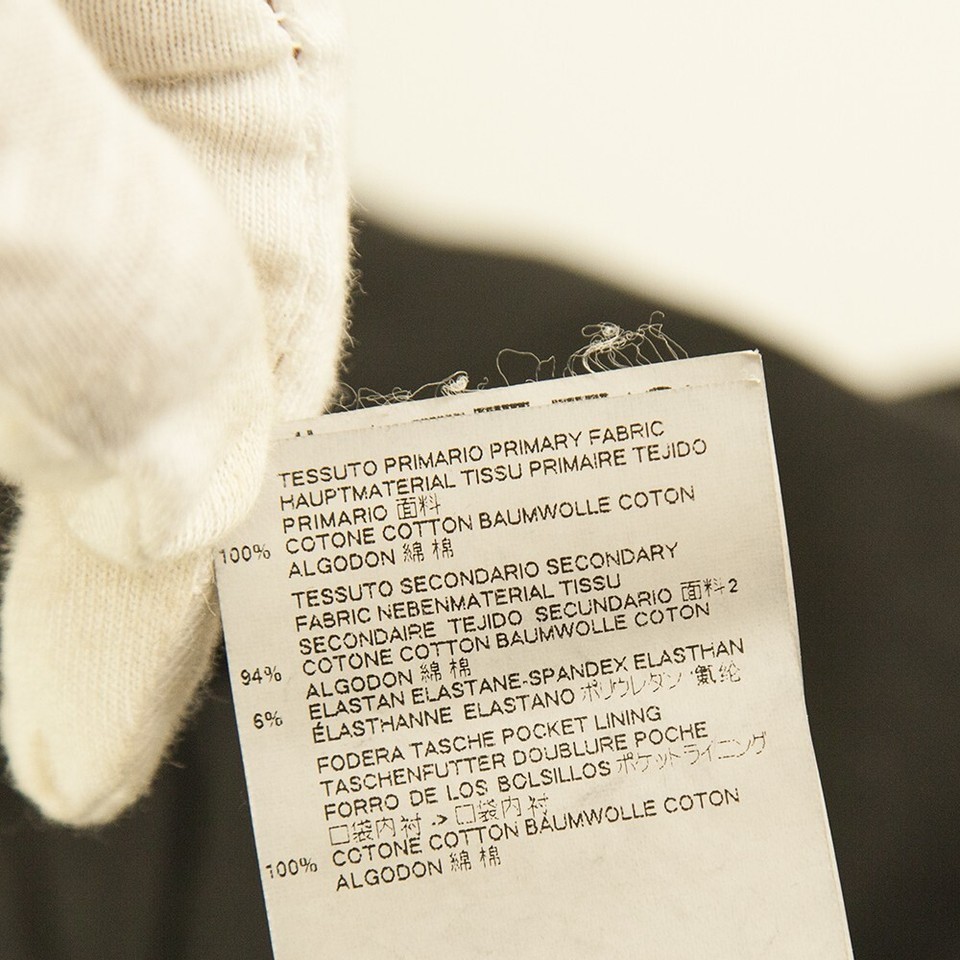 TESSUTO PRIMARIO PRIMARY FABRIC
HAUPTMATERIAL TISSU PRIMAIRE TEJIDO
PRIMARIO 面料
100% COTONE COTTON BAUMWOLLE COTON
ALGODON 綿 棉
TESSUTO SECONDARIO SECONDARY
FABRIC NEBENMATERIAL TISSU
SECONDAIRE TEJIDO SECUNDARIO 面料2
94% COTONE COTTON BAUMWOLLE COTON
ALGODON 綿 棉
6% ELASTAN ELASTANE-SPANDEX ELASTHAN
ÉLASTHANNE ELASTANO ポリウレタン 氨纶
FODERA TASCHE POCKET LINING
TASCHENFUTTER DOUBLURE POCHE
FORRO DE LOS BOLSILLOS ポケットライニング
口袋内衬 -> 口袋内衬
100% COTONE COTTON BAUMWOLLE COTON
ALGODON 綿 棉